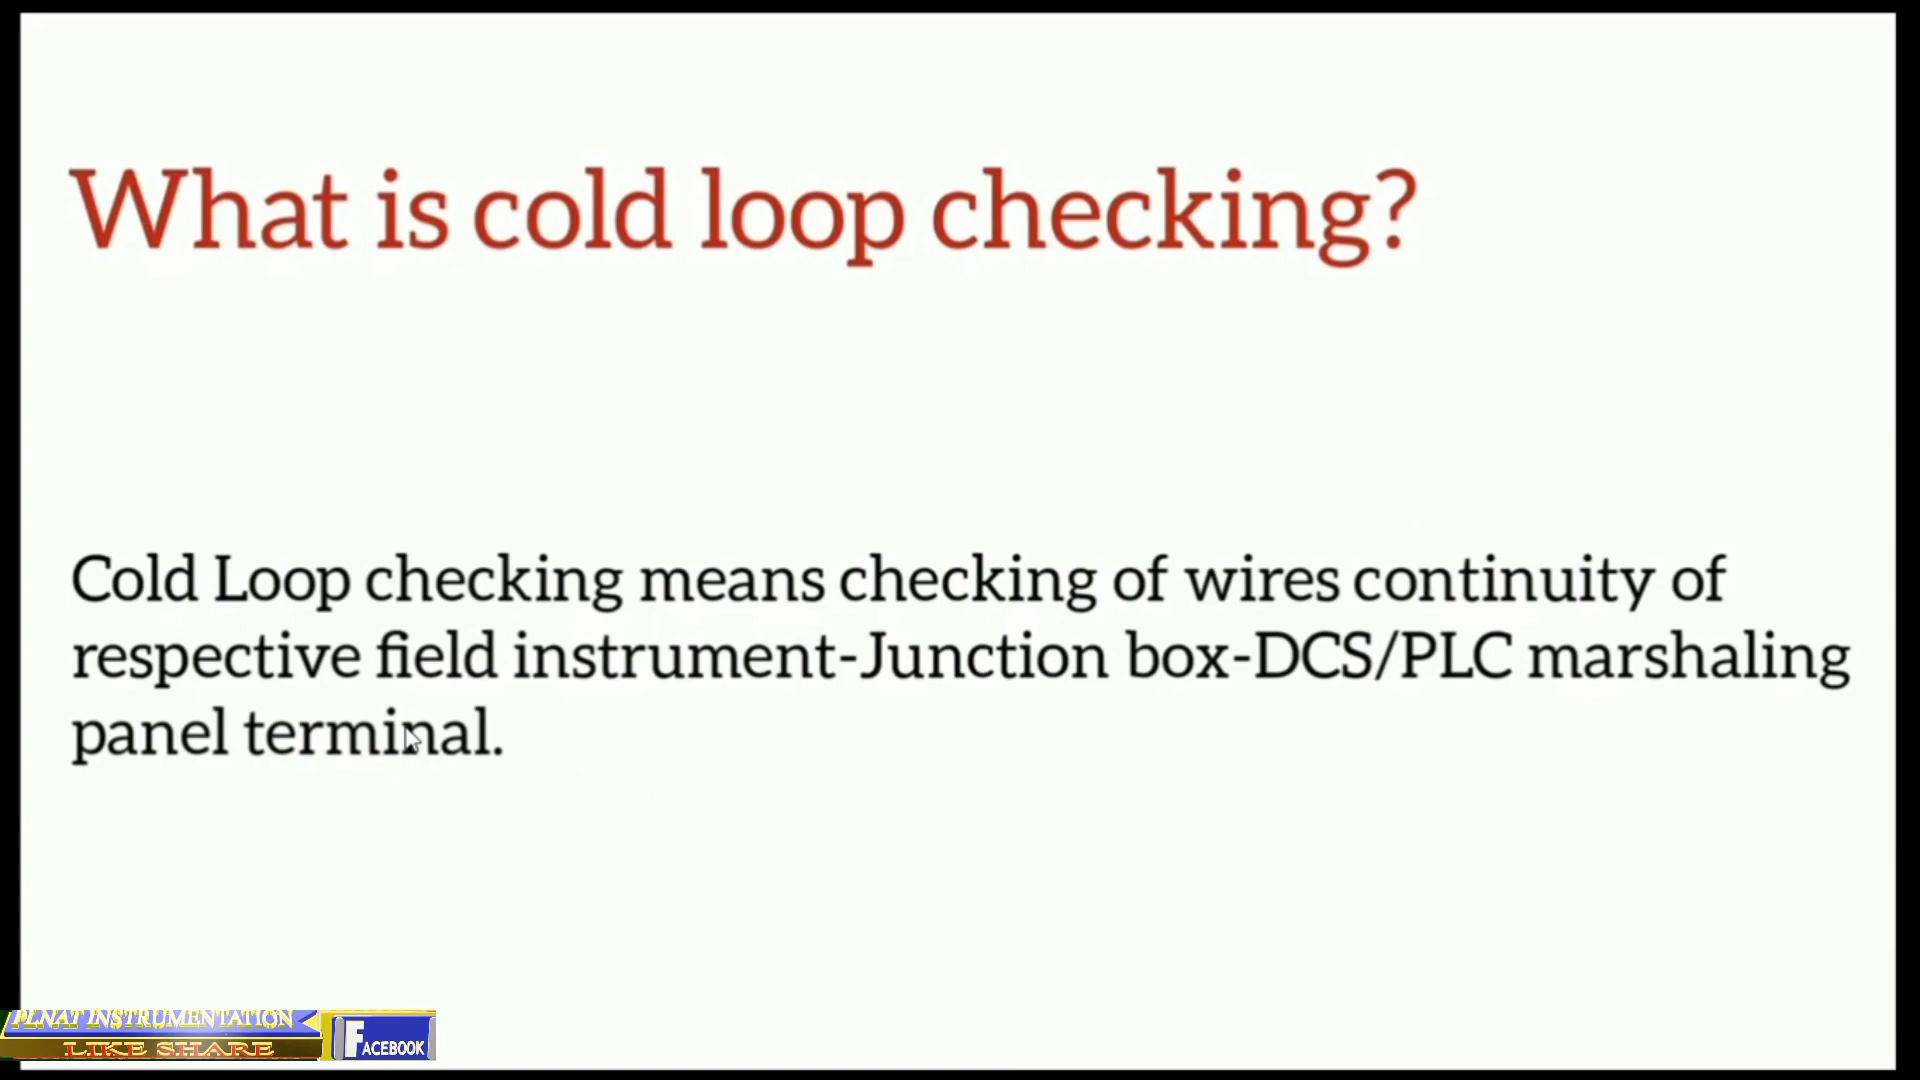 What is cold loop checking?
Cold Loop checking means checking of wires continuity of
respective field instrument-Junction box-DCS/PLC marshaling
panel terminal.
PLNAT INSTRUMENTATION
LIKE SHARE
FACEBOOK